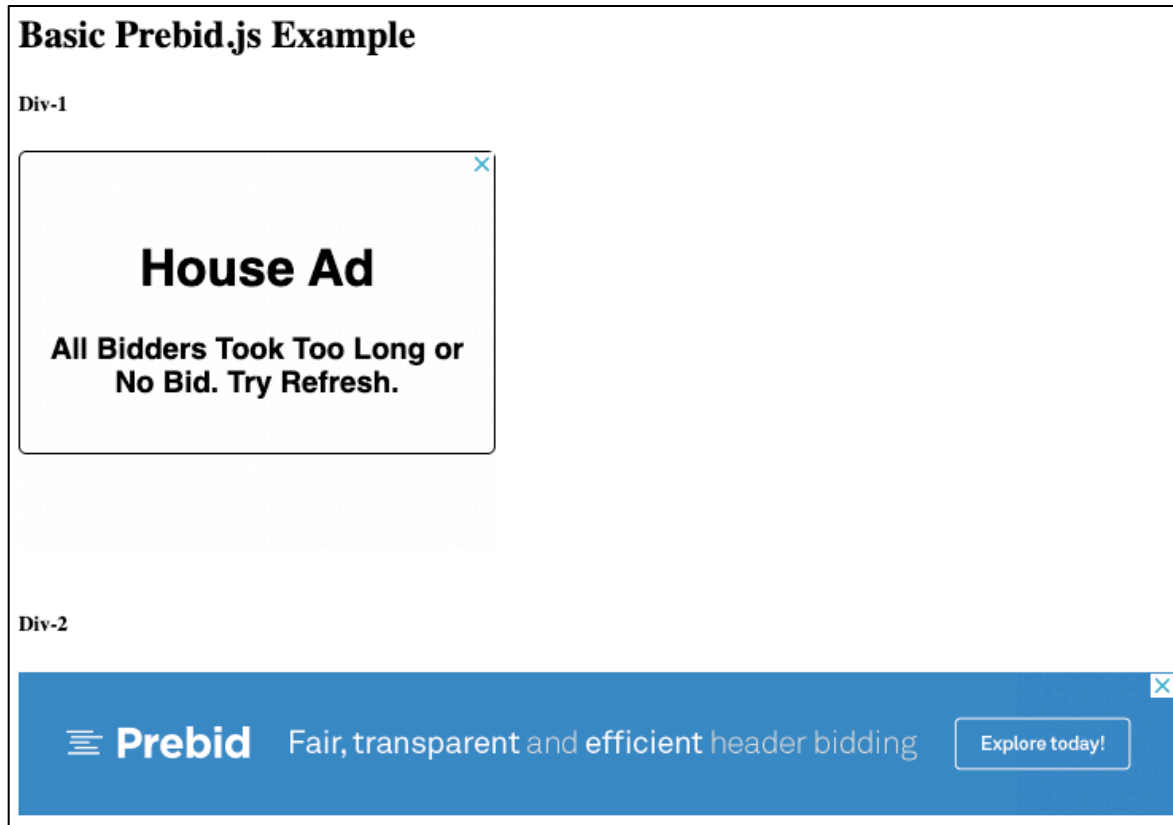 Basic Prebid.js Example
Div-1
House Ad
All Bidders Took Too Long or
No Bid. Try Refresh.
Div-2
Prebid Fair, transparent and efficient header bidding Explore today!